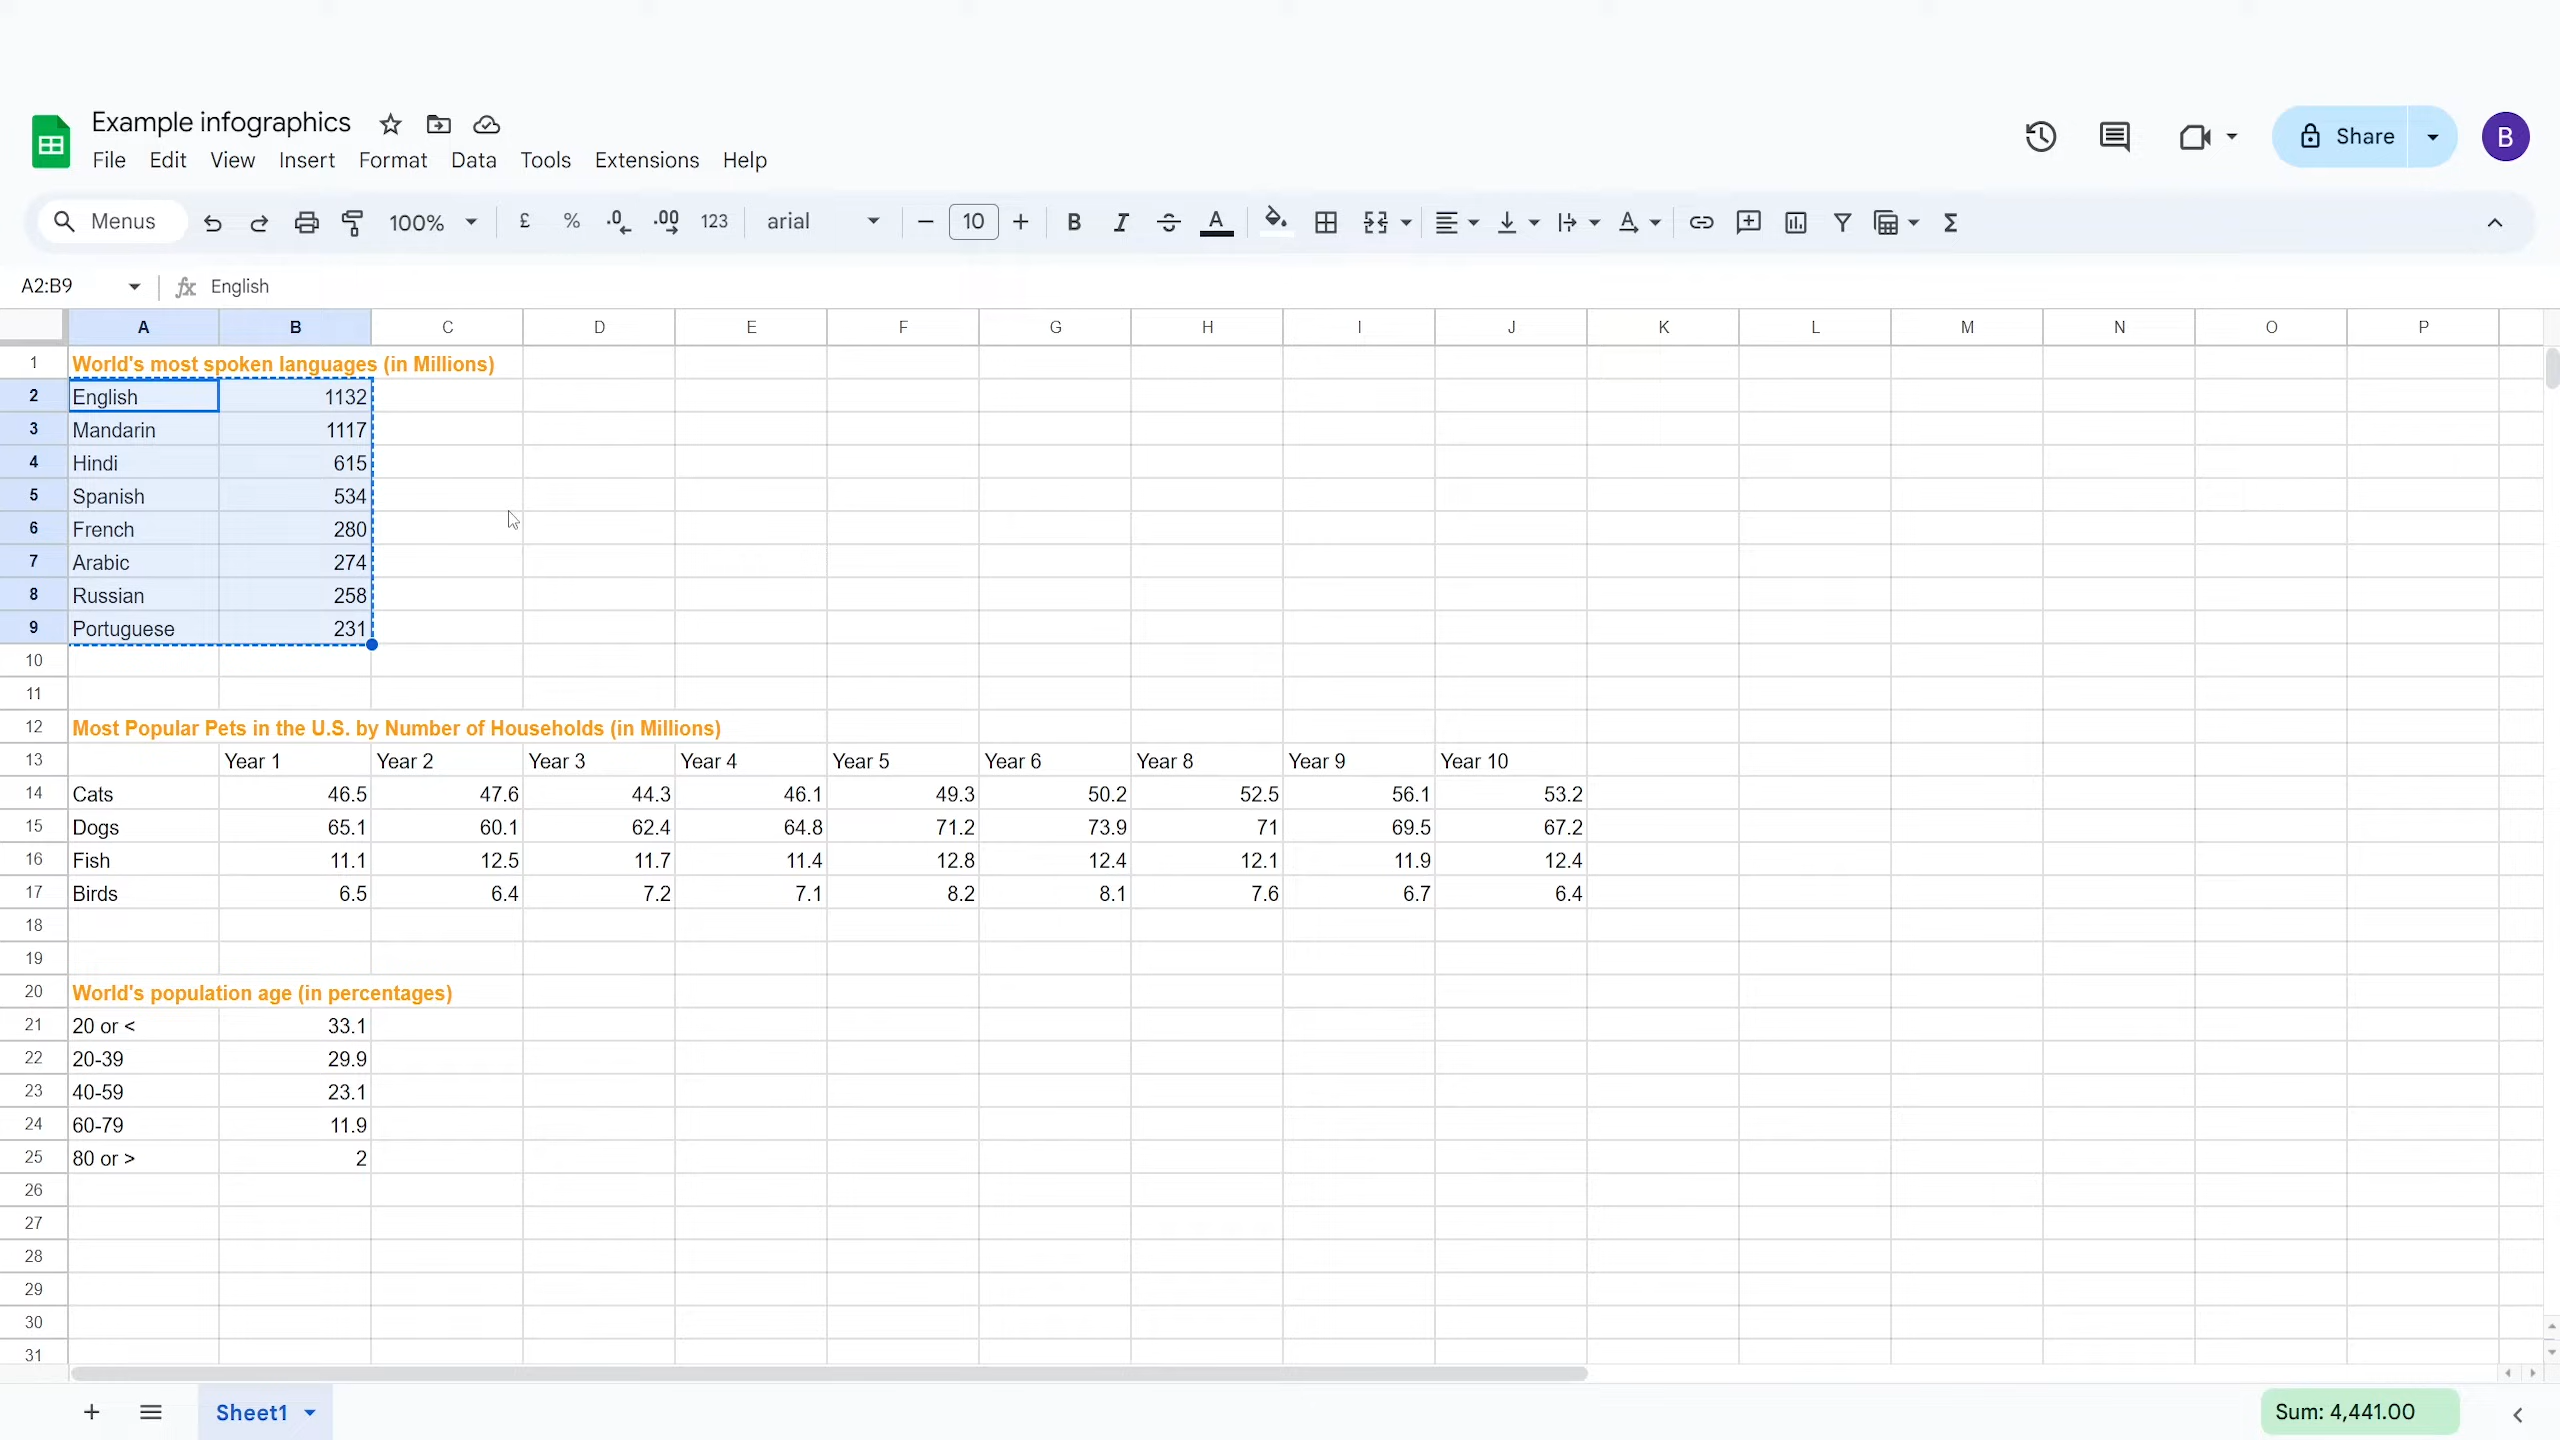 Example infographics
File Edit View Insert Format Data Tools Extensions Help
Share
B
Menus 100% £ % .0 .00 123 arial 10 B I A A Σ
A2:B9 fx English
A B C D E F G H I J K L M N O P
1 World's most spoken languages (in Millions)
2 English 1132
3 Mandarin 1117
4 Hindi 615
5 Spanish 534
6 French 280
7 Arabic 274
8 Russian 258
9 Portuguese 231
10
11
12 Most Popular Pets in the U.S. by Number of Households (in Millions)
13 Year 1 Year 2 Year 3 Year 4 Year 5 Year 6 Year 8 Year 9 Year 10
14 Cats 46.5 47.6 44.3 46.1 49.3 50.2 52.5 56.1 53.2
15 Dogs 65.1 60.1 62.4 64.8 71.2 73.9 71 69.5 67.2
16 Fish 11.1 12.5 11.7 11.4 12.8 12.4 12.1 11.9 12.4
17 Birds 6.5 6.4 7.2 7.1 8.2 8.1 7.6 6.7 6.4
18
19
20 World's population age (in percentages)
21 20 or < 33.1
22 20-39 29.9
23 40-59 23.1
24 60-79 11.9
25 80 or > 2
26
27
28
29
30
31
Sheet1 Sum: 4,441.00